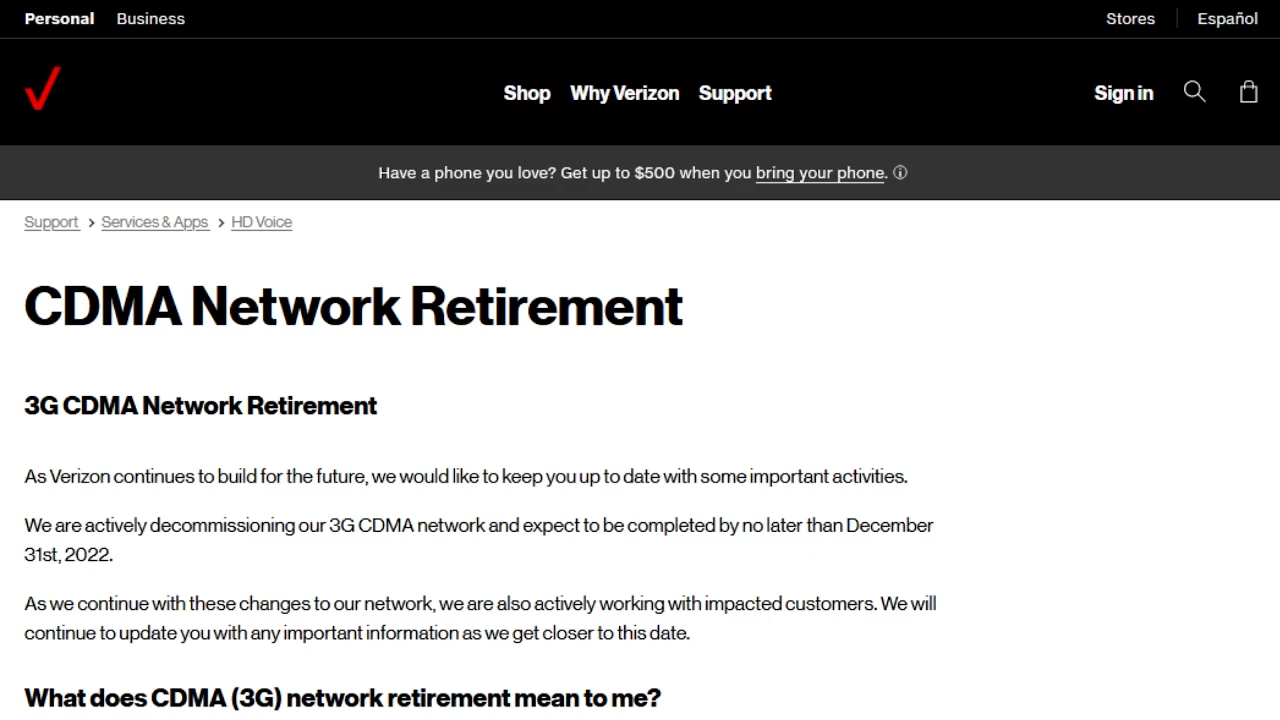 Personal Business Stores Español
Shop Why Verizon Support Sign in
Have a phone you love? Get up to $500 when you bring your phone. ⓘ
Support > Services & Apps > HD Voice
CDMA Network Retirement
3G CDMA Network Retirement
As Verizon continues to build for the future, we would like to keep you up to date with some important activities.
We are actively decommissioning our 3G CDMA network and expect to be completed by no later than December
31st, 2022.
As we continue with these changes to our network, we are also actively working with impacted customers. We will
continue to update you with any important information as we get closer to this date.
What does CDMA (3G) network retirement mean to me?